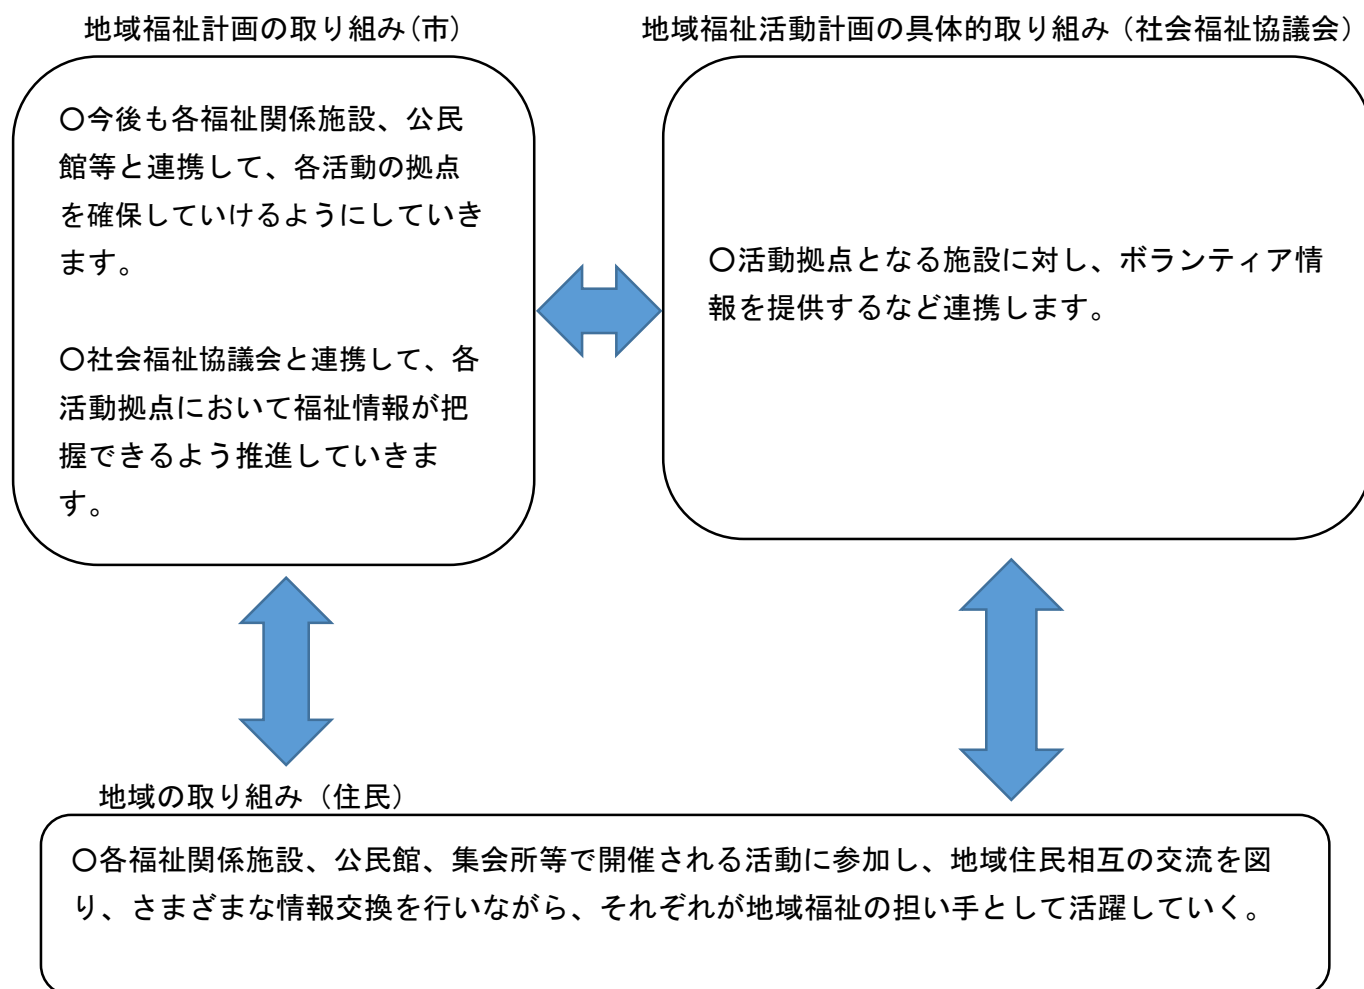 地域福祉計画の取り組み(市)
〇今後も各福祉関係施設、公民
館等と連携して、各活動の拠点
を確保していけるようにしていき
ます。
〇社会福祉協議会と連携して、各
活動拠点において福祉情報が把
握できるよう推進していきま
す。
地域福祉活動計画の具体的取り組み（社会福祉協議会）
〇活動拠点となる施設に対し、ボランティア情
報を提供するなど連携します。
地域の取り組み（住民）
〇各福祉関係施設、公民館、集会所等で開催される活動に参加し、地域住民相互の交流を図
り、さまざまな情報交換を行いながら、それぞれが地域福祉の担い手として活躍していく。